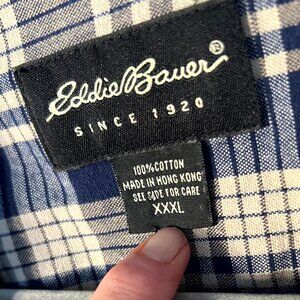 Eddie Bauer®
SINCE 1920
100% COTTON
MADE IN HONG KONG
SEE SIDE FOR CARE
XXXL